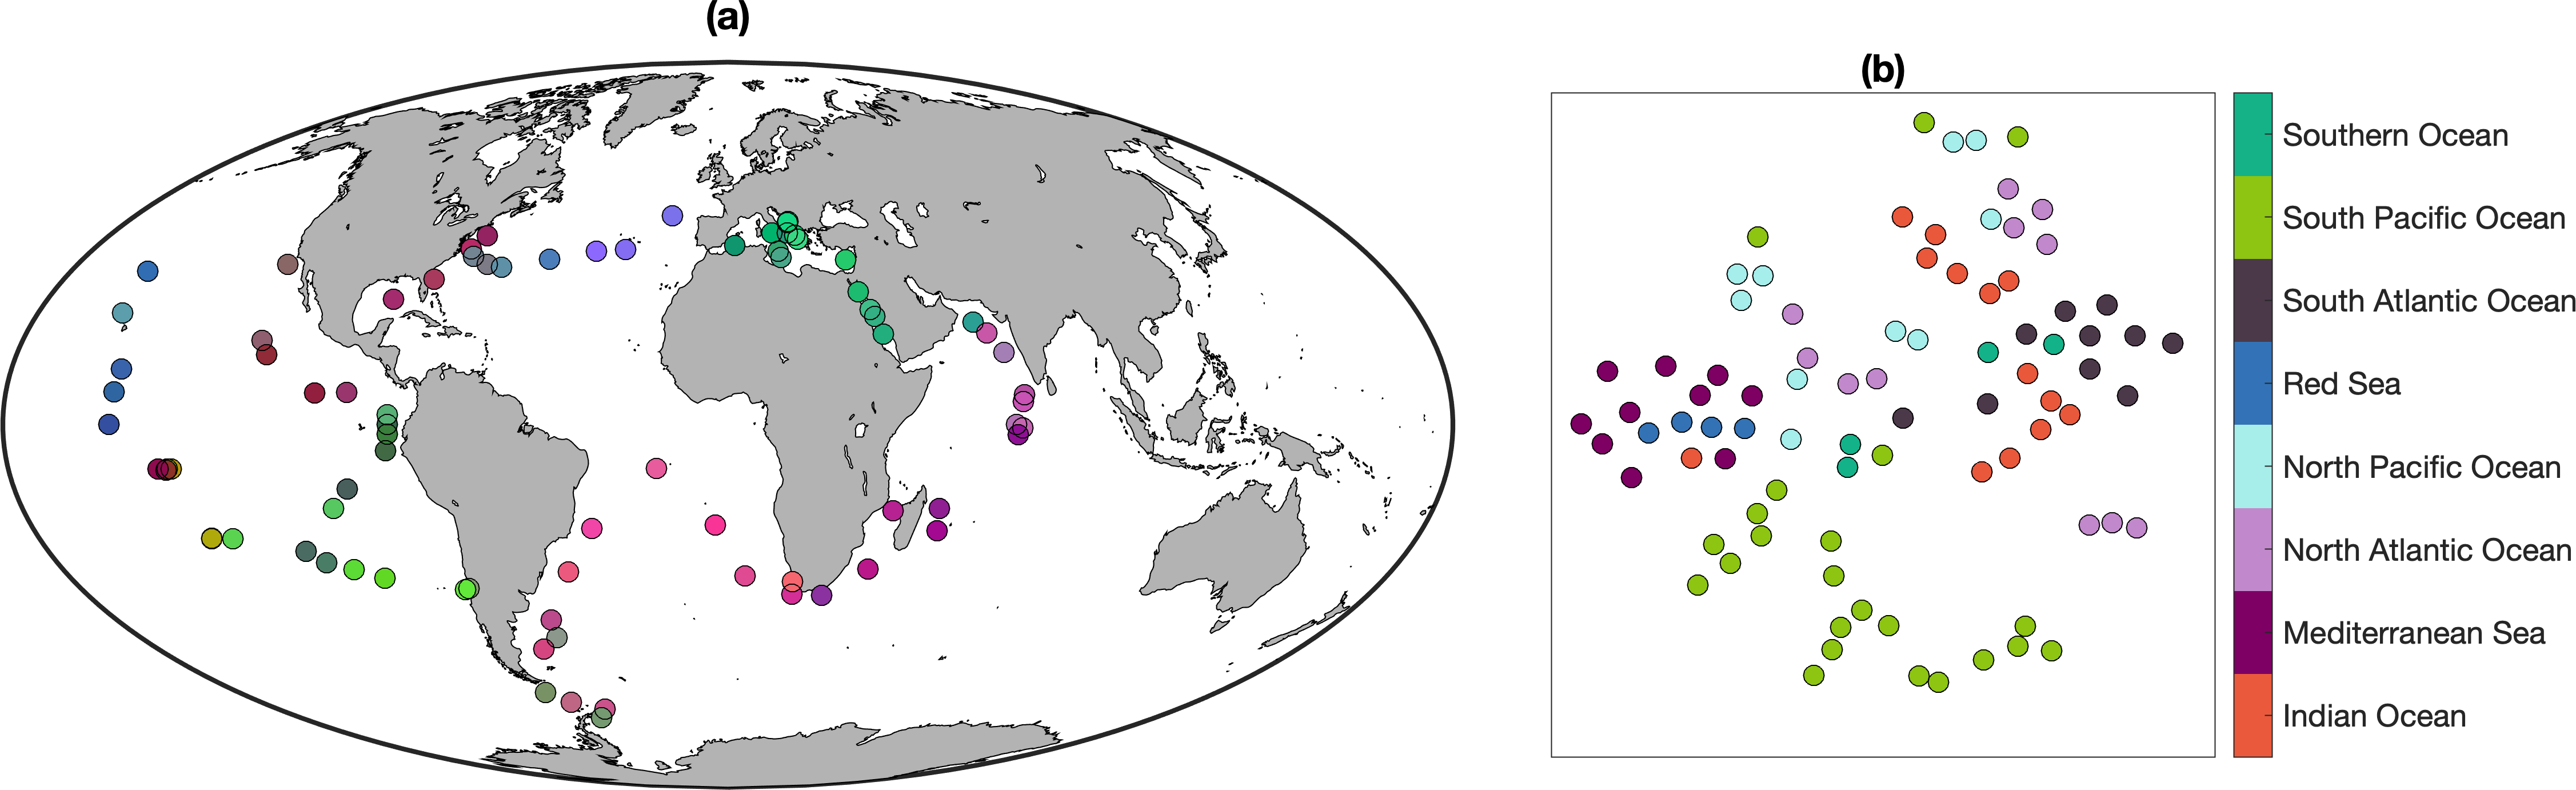 (a)
(b)
Southern Ocean
South Pacific Ocean
South Atlantic Ocean
Red Sea
North Pacific Ocean
North Atlantic Ocean
Mediterranean Sea
Indian Ocean